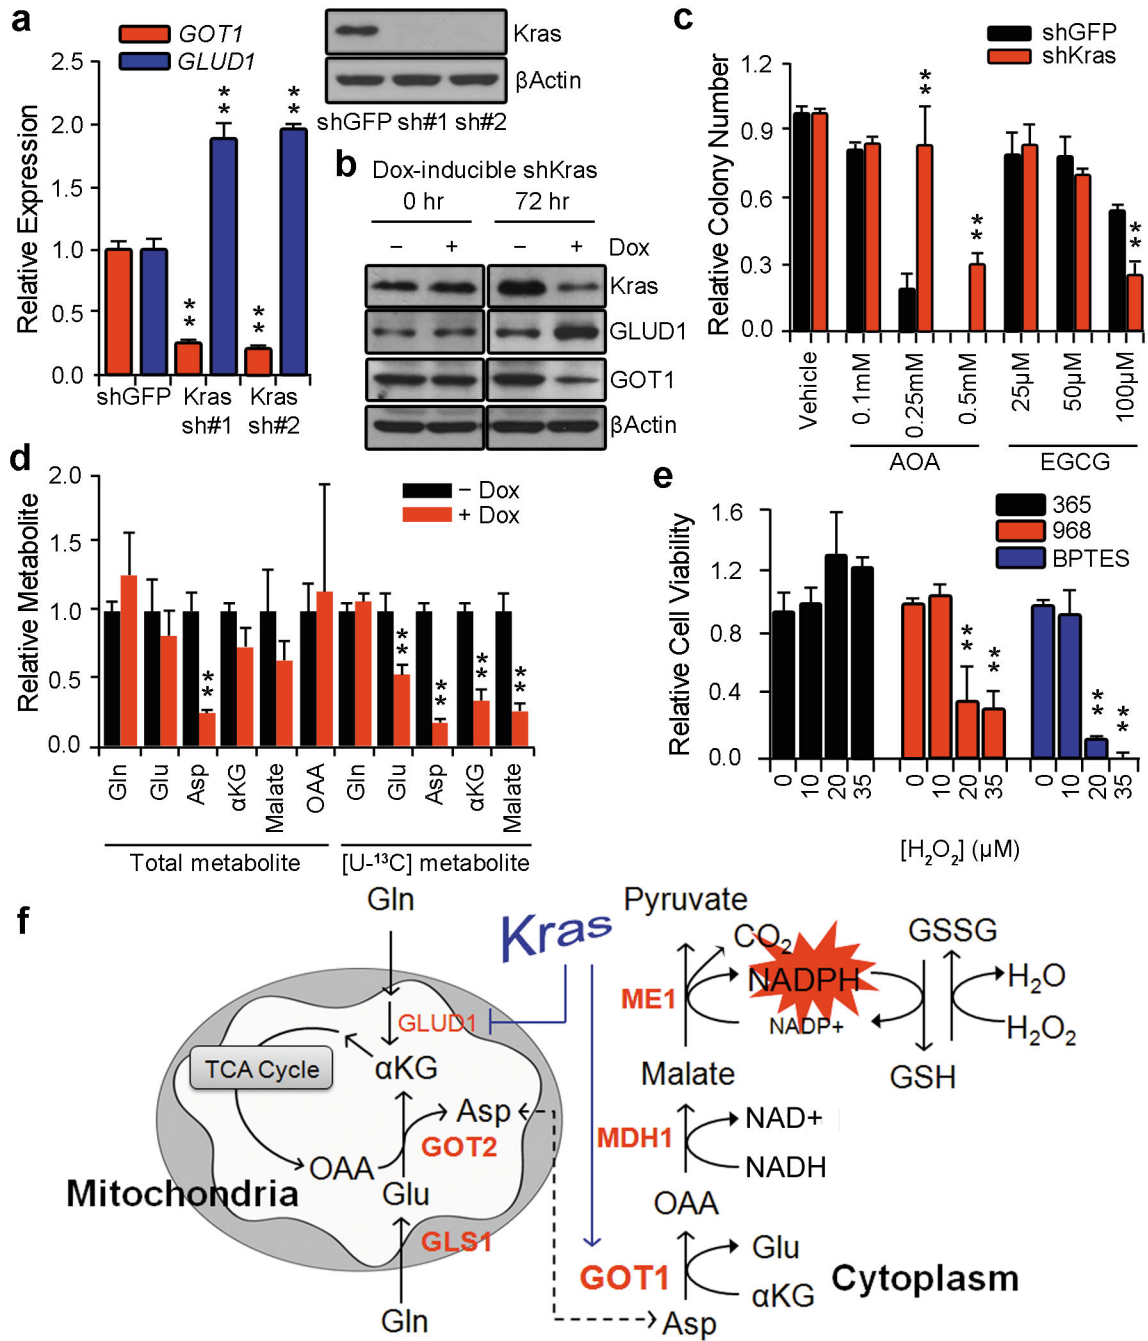 a
GOT1
GLUD1
Relative Expression
2.5
2.0
1.5
1.0
0.5
0.0
**
**
**
**
shGFP Kras Kras
sh#1 sh#2
Kras
βActin
shGFP sh#1 sh#2
b
Dox-inducible shKras
0 hr 72 hr
– + – + Dox
Kras
GLUD1
GOT1
βActin
c
shGFP
shKras
Relative Colony Number
1.2
0.9
0.6
0.3
0.0
**
**
**
Vehicle
0.1mM
0.25mM
0.5mM
25µM
50µM
100µM
AOA EGCG
d
– Dox
+ Dox
Relative Metabolite
2.0
1.5
1.0
0.5
0.0
**
**
**
**
**
Gln
Glu
Asp
αKG
Malate
OAA
Gln
Glu
Asp
αKG
Malate
Total metabolite [U-¹³C] metabolite
e
365
968
BPTES
Relative Cell Viability
1.6
1.2
0.8
0.4
0.0
**
**
**
**
0 10 20 35 0 10 20 35 0 10 20 35
[H₂O₂] (µM)
f
Gln
Kras
Pyruvate
CO₂
GSSG
NADPH
H₂O
ME1
NADP+
H₂O₂
GLUD1
TCA Cycle
αKG
Malate
GSH
Asp
NAD+
GOT2
MDH1
OAA
NADH
Mitochondria
Glu
OAA
GLS1
Glu
GOT1
Cytoplasm
αKG
Gln
Asp